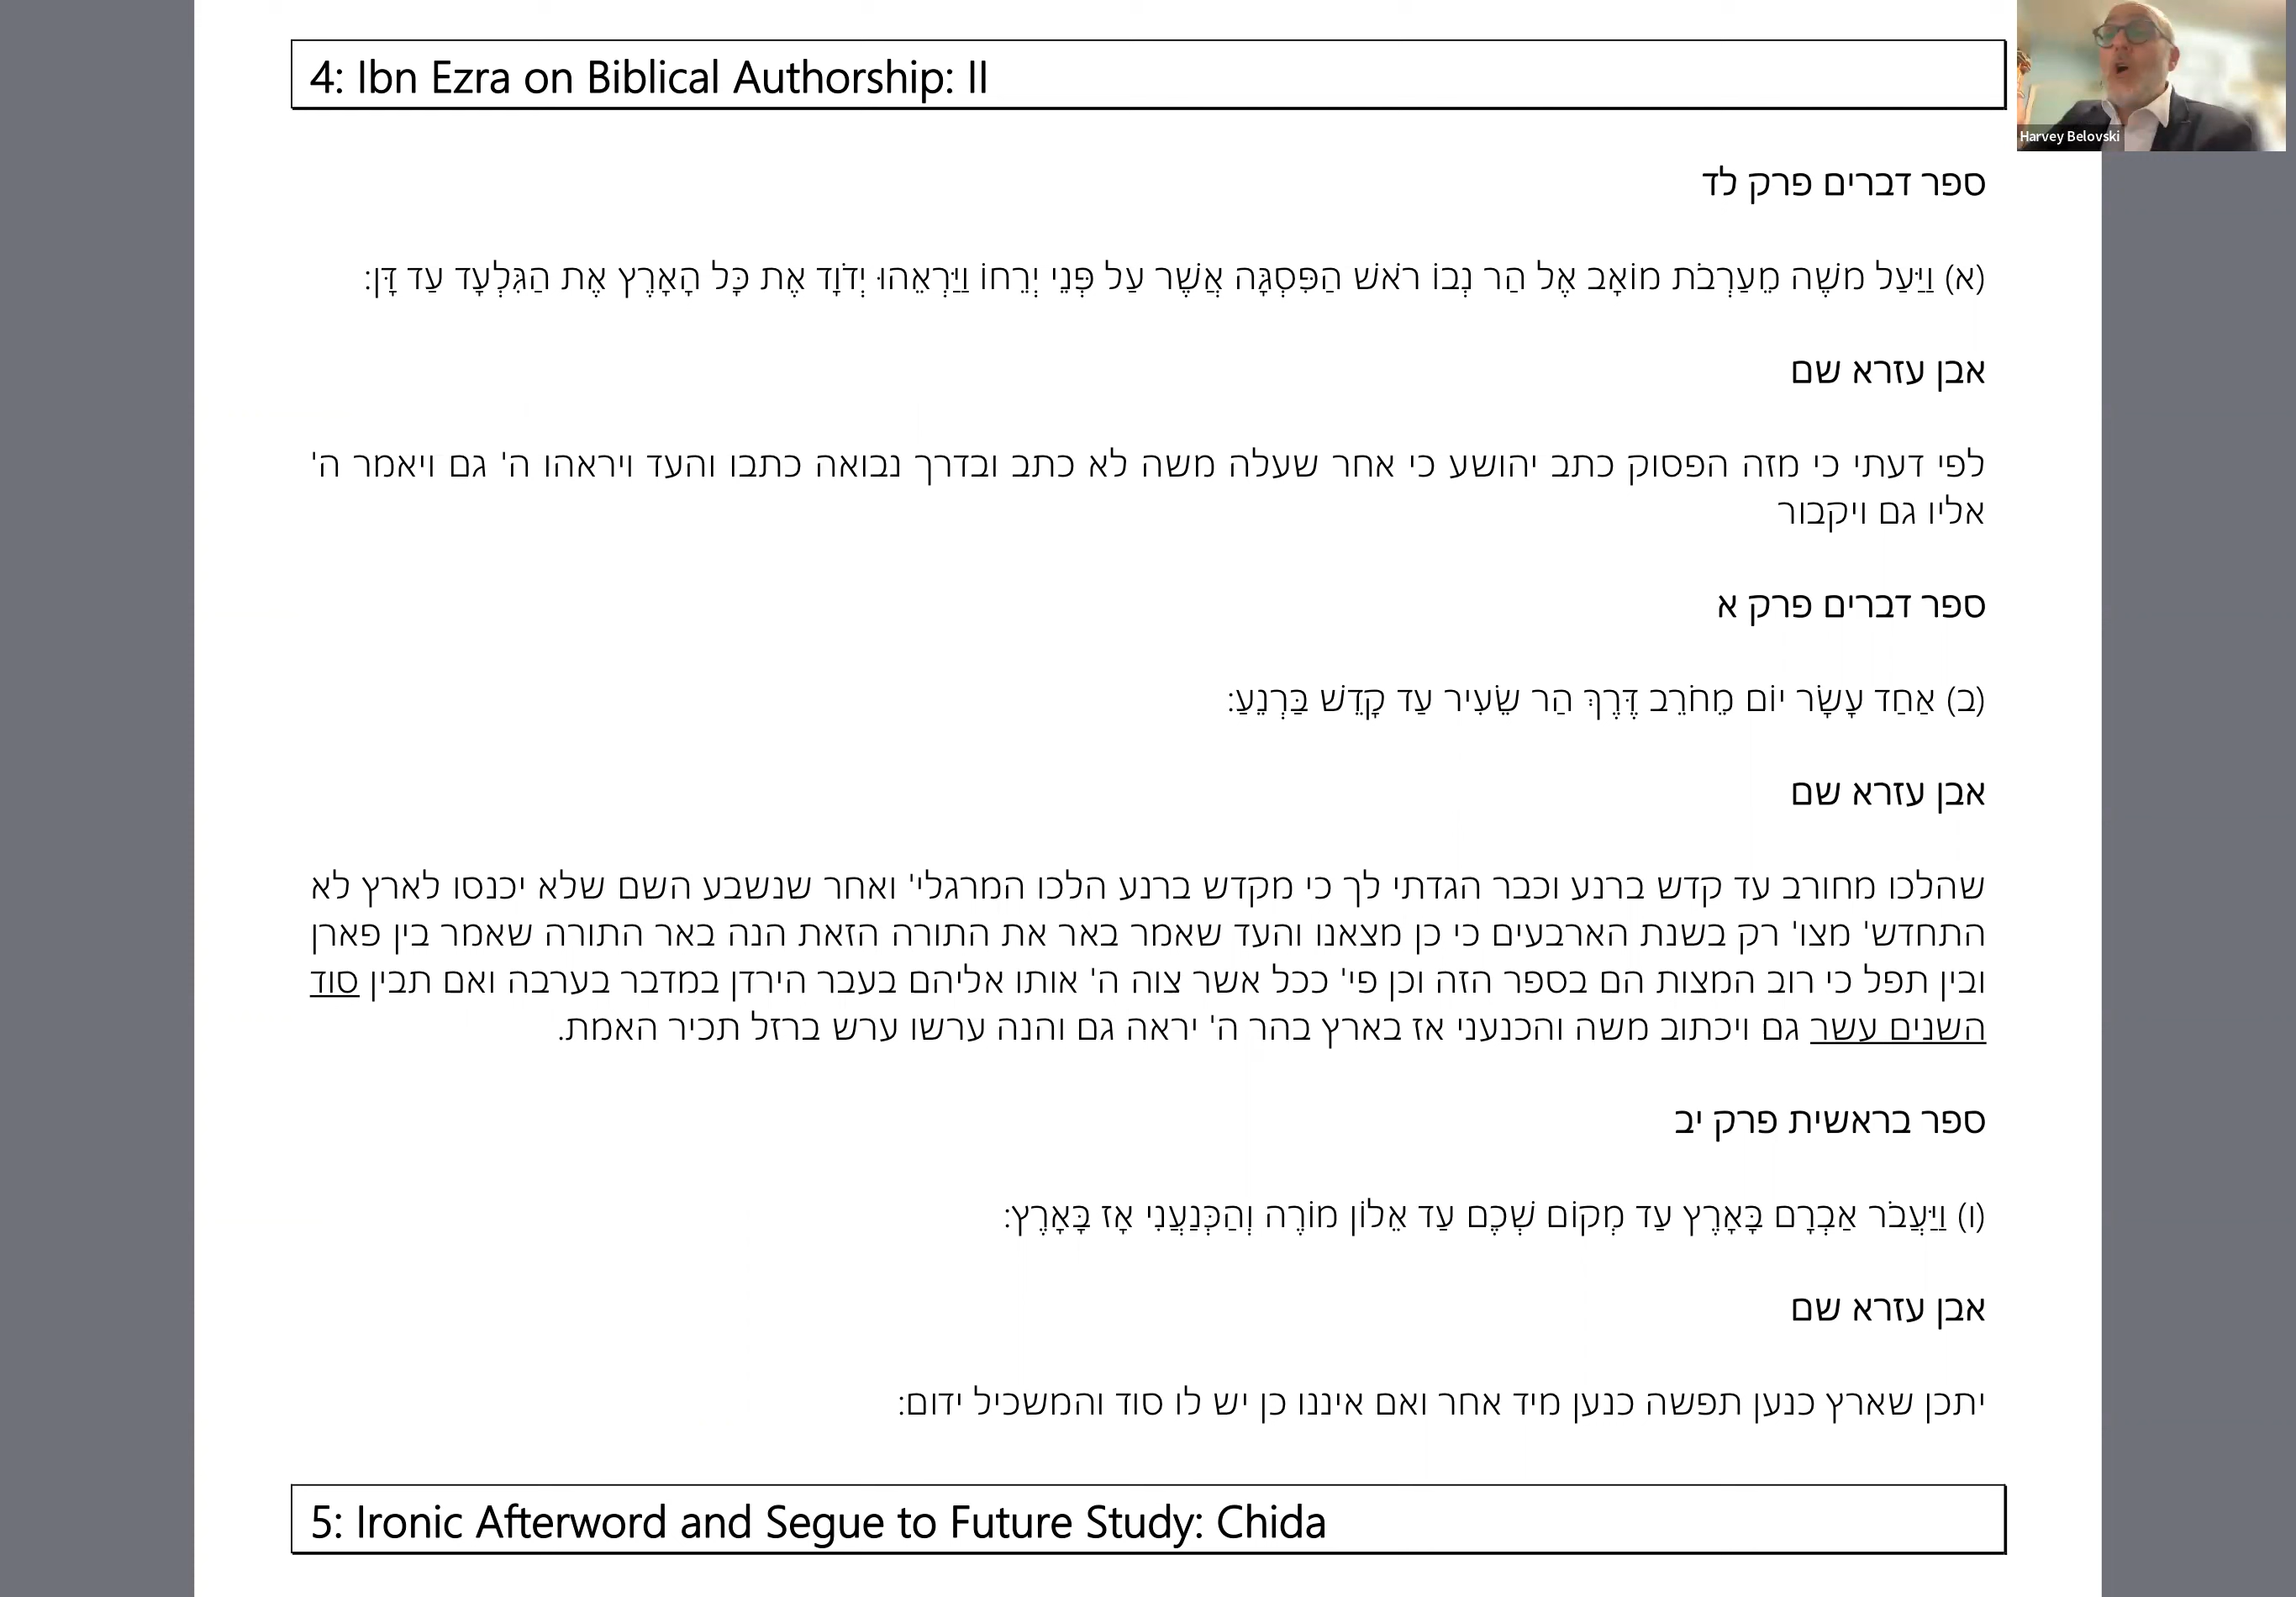 4: Ibn Ezra on Biblical Authorship: II
Harvey Belovski
ספר דברים פרק לד
(א) וַיַּעַל מֹשֶׁה מֵעַרְבֹת מוֹאָב אֶל הַר נְבוֹ רֹאשׁ הַפִּסְגָּה אֲשֶׁר עַל פְּנֵי יְרֵחוֹ וַיַּרְאֵהוּ יְדֹוָד אֶת כָּל הָאָרֶץ אֶת הַגִּלְעָד עַד דָּן:
אבן עזרא שם
לפי דעתי כי מזה הפסוק כתב יהושע כי אחר שעלה משה לא כתב ובדרך נבואה כתבו והעד ויראהו ה' גם ויאמר ה'
אליו גם ויקבור
ספר דברים פרק א
(ב) אַחַד עָשָׂר יוֹם מֵחֹרֵב דֶּרֶךְ הַר שֵׂעִיר עַד קָדֵשׁ בַּרְנֵעַ:
אבן עזרא שם
שהלכו מחורב עד קדש ברנע וכבר הגדתי לך כי מקדש ברנע הלכו המרגלי' ואחר שנשבע השם שלא יכנסו לארץ לא
התחדש' מצו' רק בשנת הארבעים כי כן מצאנו והעד שאמר באר את התורה הזאת הנה באר התורה שאמר בין פארן
ובין תפל כי רוב המצות הם בספר הזה וכן פי' ככל אשר צוה ה' אותו אליהם בעבר הירדן במדבר בערבה ואם תבין סוד
השנים עשר גם ויכתוב משה והכנעני אז בארץ בהר ה' יראה גם והנה ערשו ערש ברזל תכיר האמת.
ספר בראשית פרק יב
(ו) וַיַּעֲבֹר אַבְרָם בָּאָרֶץ עַד מְקוֹם שְׁכֶם עַד אֵלוֹן מוֹרֶה וְהַכְּנַעֲנִי אָז בָּאָרֶץ:
אבן עזרא שם
יתכן שארץ כנען תפשה כנען מיד אחר ואם איננו כן יש לו סוד והמשכיל ידום:
5: Ironic Afterword and Segue to Future Study: Chida